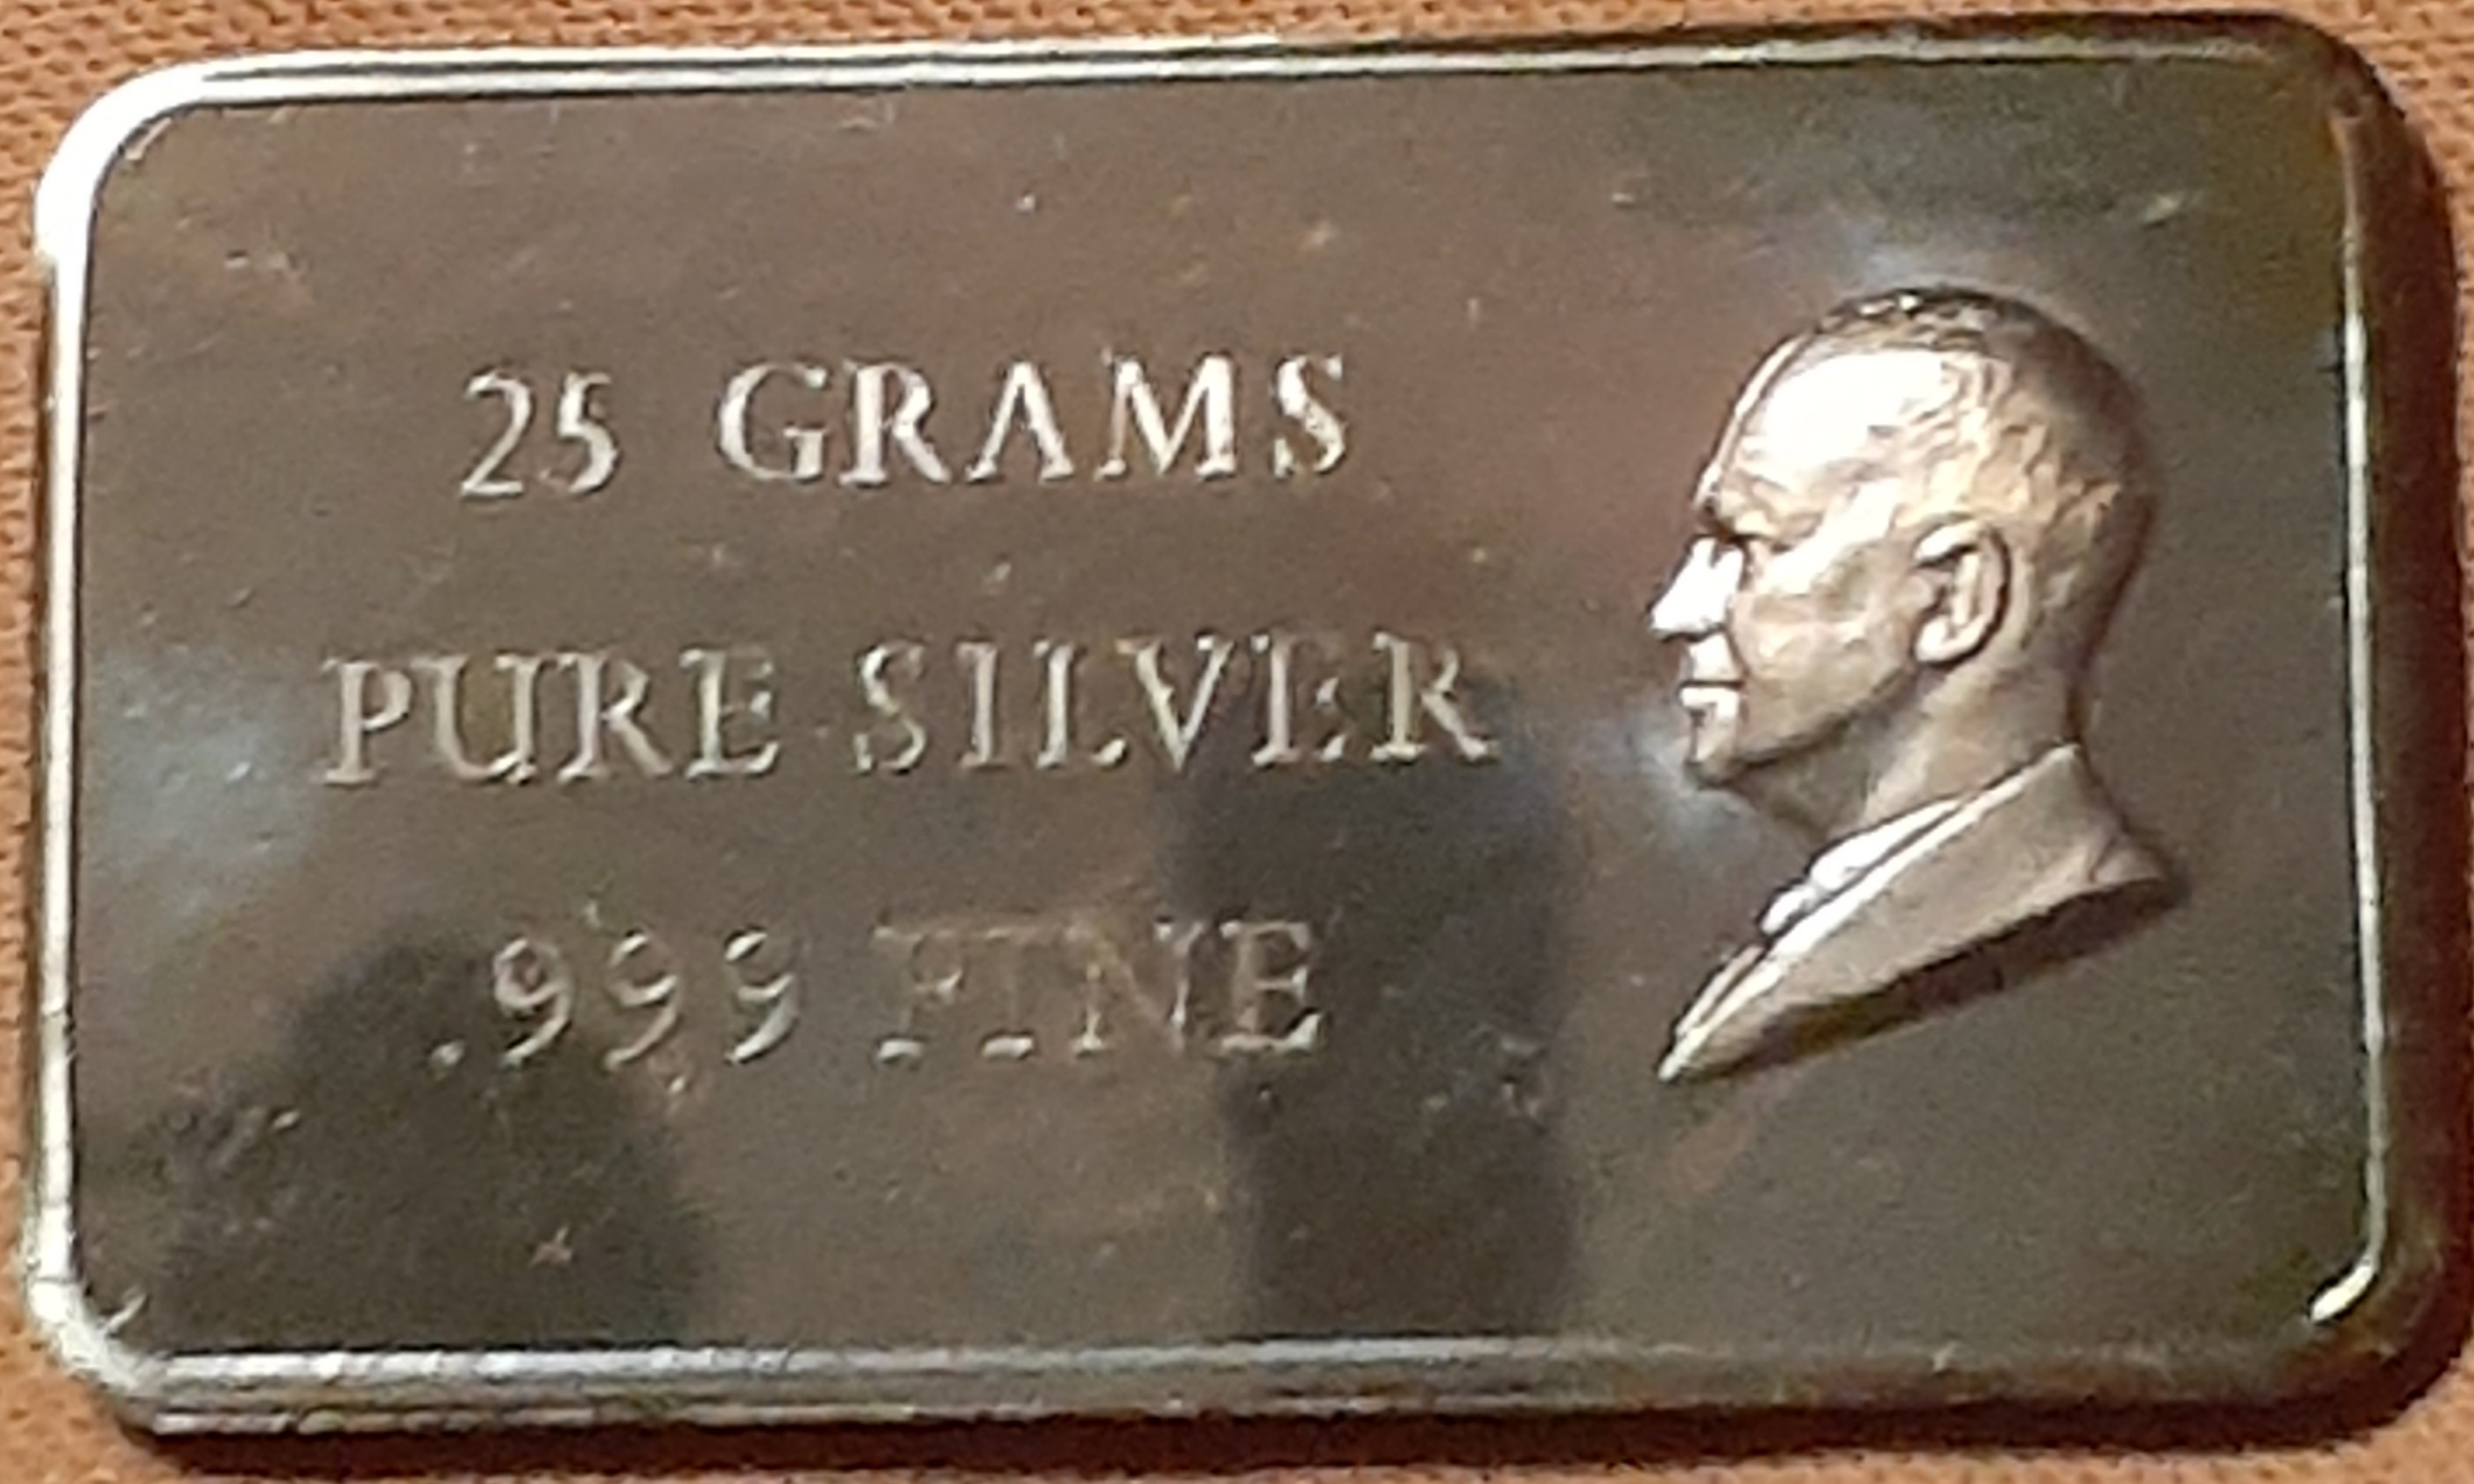 25 GRAMS
PURE SILVER
.999 FINE